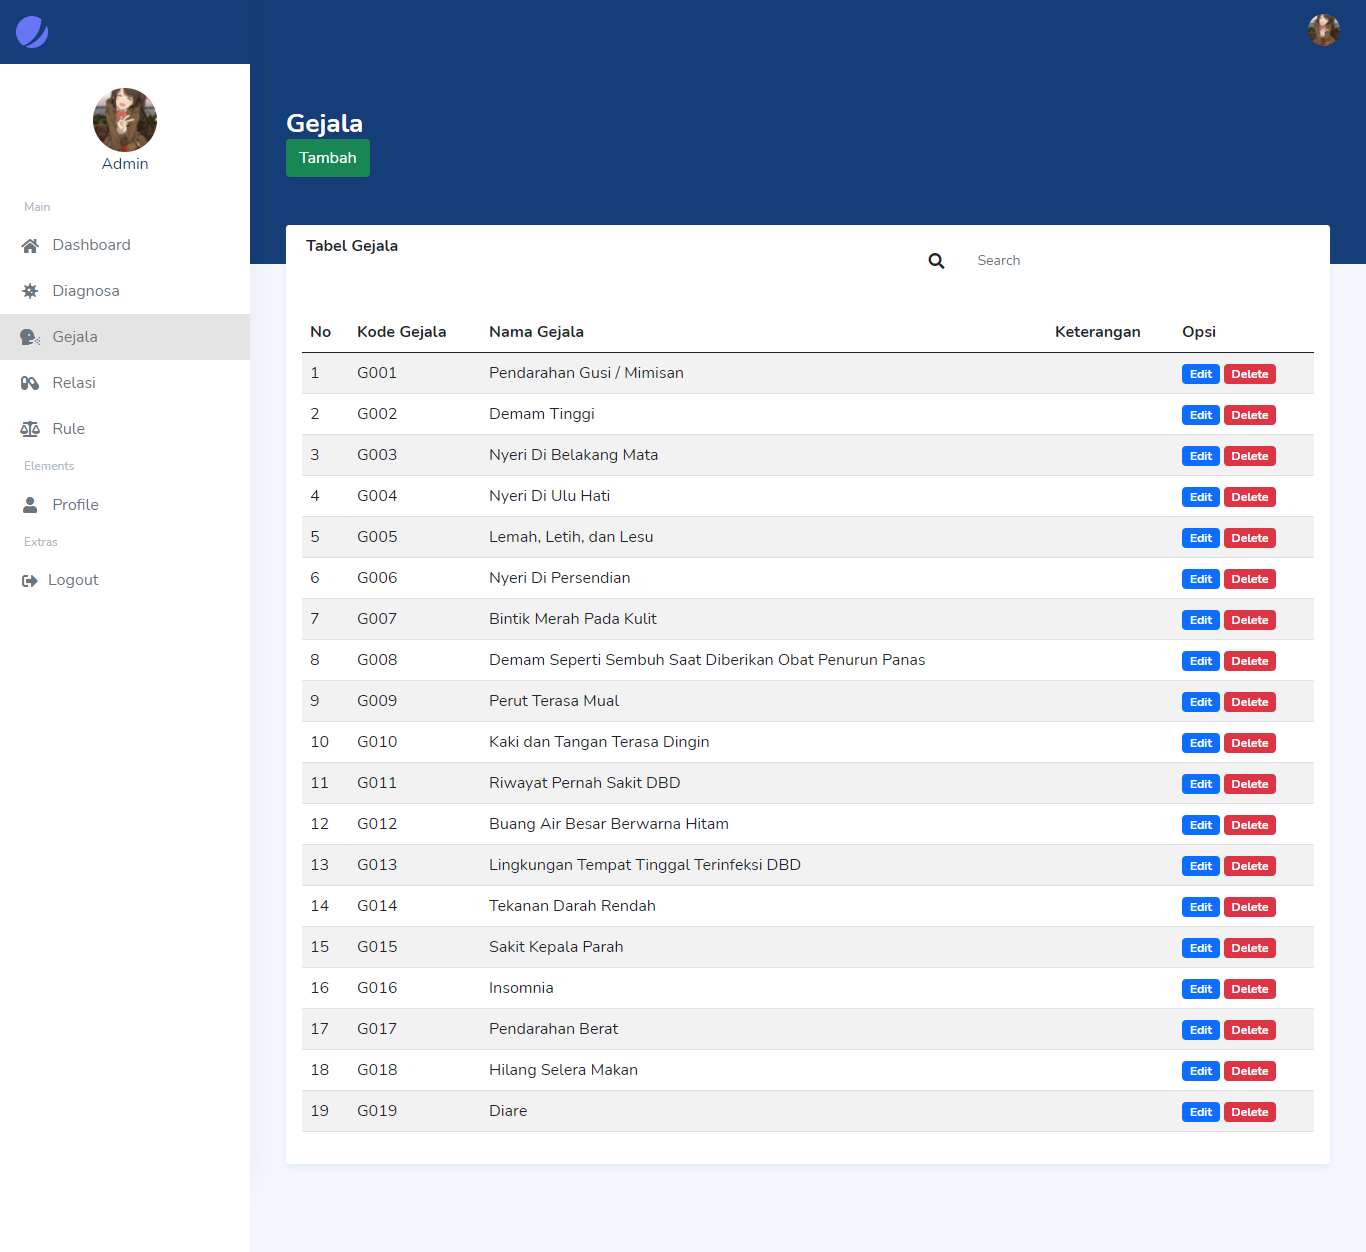 Admin
Main
Dashboard
Diagnosa
Gejala
Relasi
Rule
Elements
Profile
Extras
Logout
Gejala
Tambah
Tabel Gejala
Search
No Kode Gejala Nama Gejala Keterangan Opsi
1 G001 Pendarahan Gusi / Mimisan Edit Delete
2 G002 Demam Tinggi Edit Delete
3 G003 Nyeri Di Belakang Mata Edit Delete
4 G004 Nyeri Di Ulu Hati Edit Delete
5 G005 Lemah, Letih, dan Lesu Edit Delete
6 G006 Nyeri Di Persendian Edit Delete
7 G007 Bintik Merah Pada Kulit Edit Delete
8 G008 Demam Seperti Sembuh Saat Diberikan Obat Penurun Panas Edit Delete
9 G009 Perut Terasa Mual Edit Delete
10 G010 Kaki dan Tangan Terasa Dingin Edit Delete
11 G011 Riwayat Pernah Sakit DBD Edit Delete
12 G012 Buang Air Besar Berwarna Hitam Edit Delete
13 G013 Lingkungan Tempat Tinggal Terinfeksi DBD Edit Delete
14 G014 Tekanan Darah Rendah Edit Delete
15 G015 Sakit Kepala Parah Edit Delete
16 G016 Insomnia Edit Delete
17 G017 Pendarahan Berat Edit Delete
18 G018 Hilang Selera Makan Edit Delete
19 G019 Diare Edit Delete